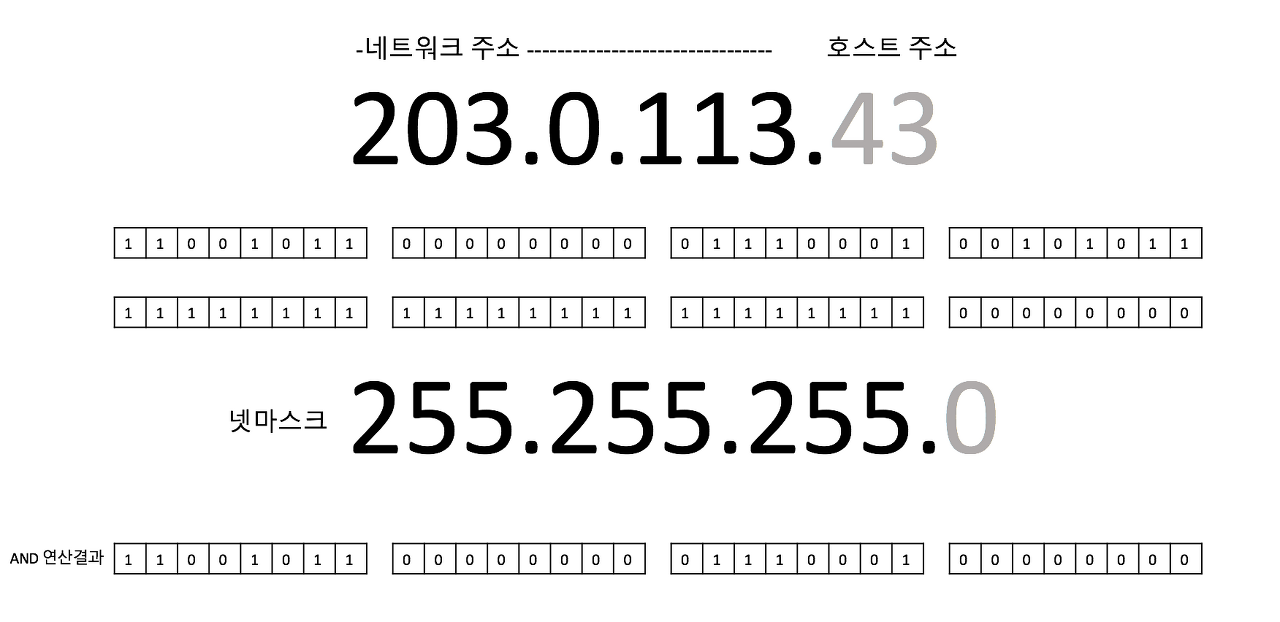 -네트워크 주소 -------------------------------- 호스트 주소
203.0.113.43
1 1 0 0 1 0 1 1 0 0 0 0 0 0 0 0 0 1 1 1 0 0 0 1 0 0 1 0 1 0 1 1
1 1 1 1 1 1 1 1 1 1 1 1 1 1 1 1 1 1 1 1 1 1 1 1 0 0 0 0 0 0 0 0
넷마스크 255.255.255.0
AND 연산결과 1 1 0 0 1 0 1 1 0 0 0 0 0 0 0 0 0 1 1 1 0 0 0 1 0 0 0 0 0 0 0 0